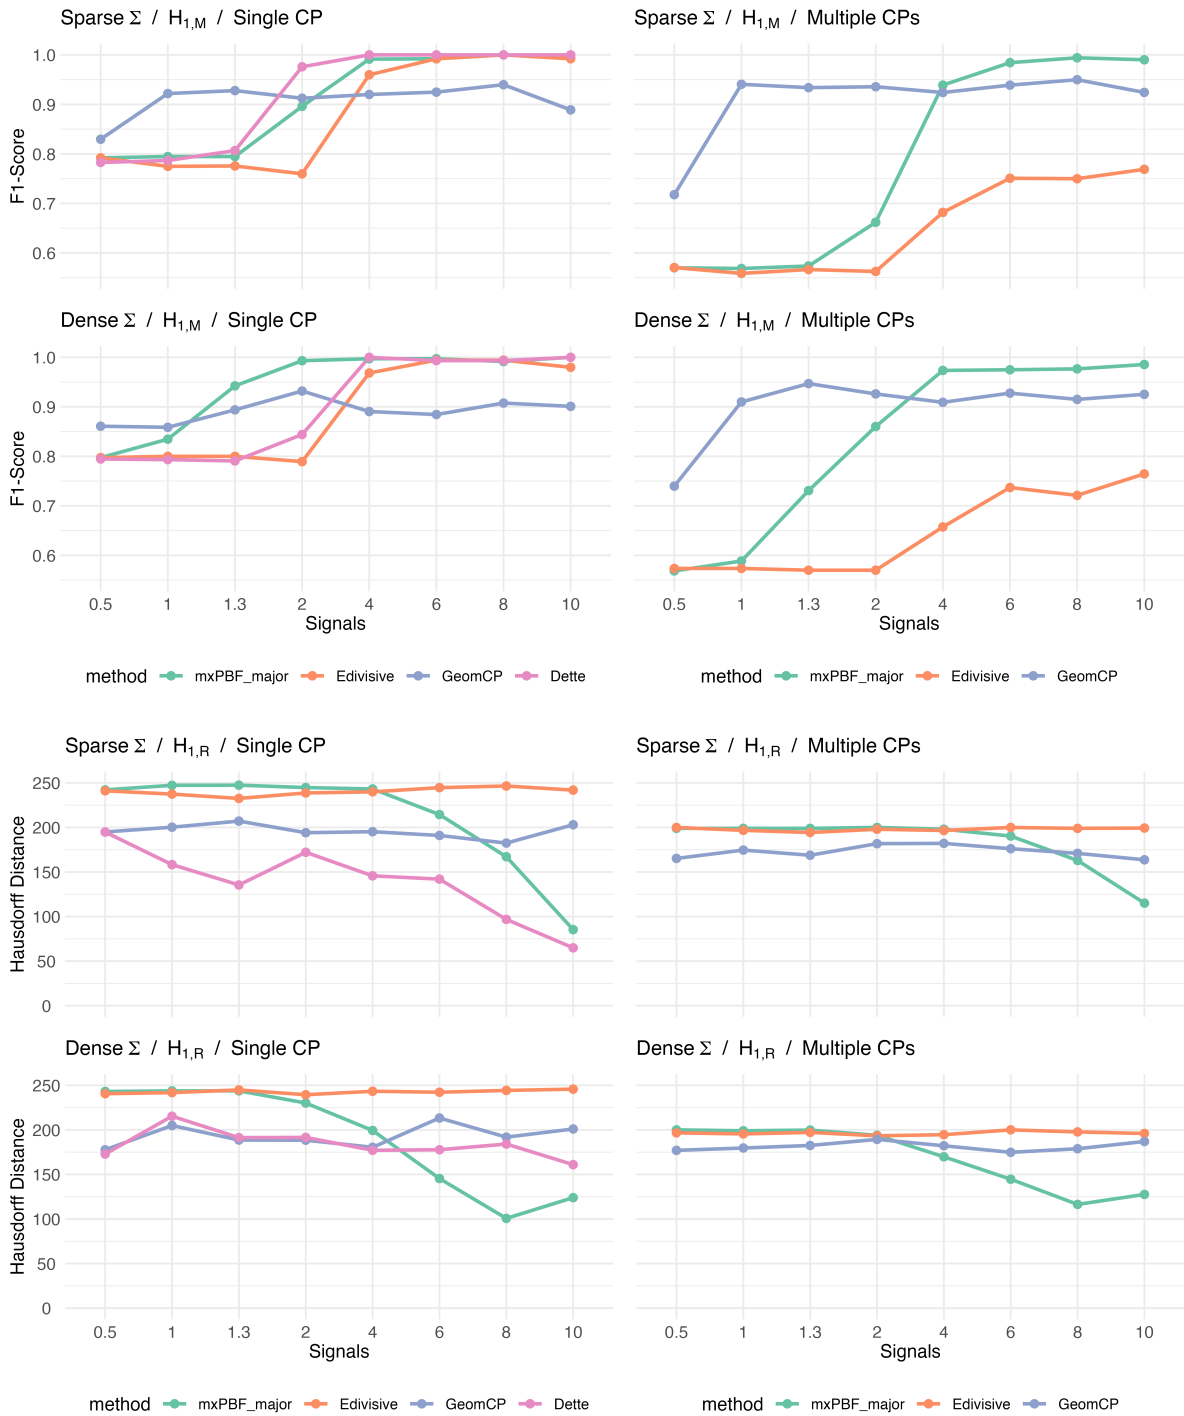 Sparse Σ / H1,M / Single CP
Sparse Σ / H1,M / Multiple CPs
F1-Score
1.0
0.9
0.8
0.7
0.6
Dense Σ / H1,M / Single CP
Dense Σ / H1,M / Multiple CPs
F1-Score
1.0
0.9
0.8
0.7
0.6
0.5 1 1.3 2 4 6 8 10
0.5 1 1.3 2 4 6 8 10
Signals
Signals
method mxPBF_major Edivisive GeomCP Dette
method mxPBF_major Edivisive GeomCP
Sparse Σ / H1,R / Single CP
Sparse Σ / H1,R / Multiple CPs
Hausdorff Distance
250
200
150
100
50
0
Dense Σ / H1,R / Single CP
Dense Σ / H1,R / Multiple CPs
Hausdorff Distance
250
200
150
100
50
0
0.5 1 1.3 2 4 6 8 10
0.5 1 1.3 2 4 6 8 10
Signals
Signals
method mxPBF_major Edivisive GeomCP Dette
method mxPBF_major Edivisive GeomCP